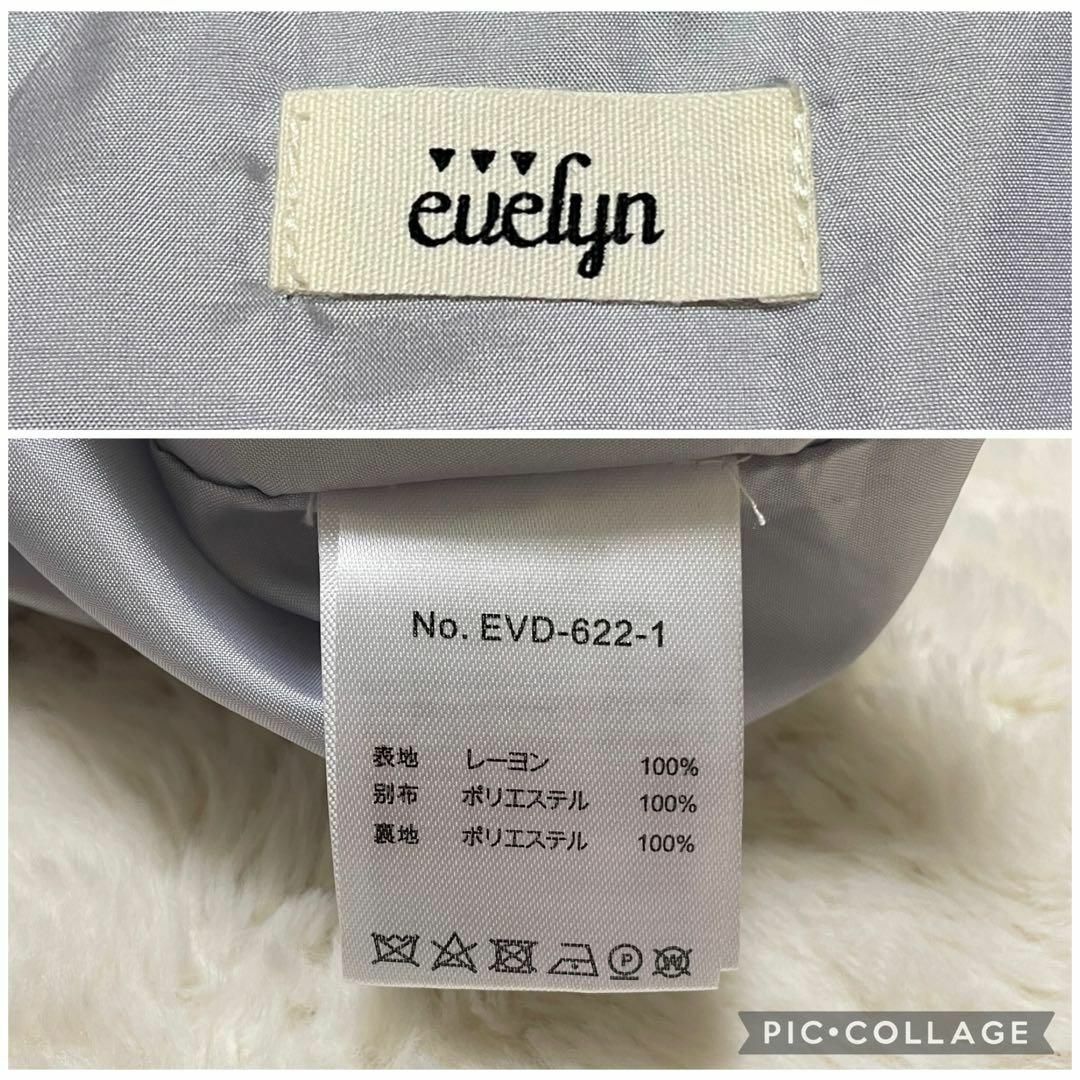 evelyn
No. EVD-622-1
表地 レーヨン 100%
別布 ポリエステル 100%
裏地 ポリエステル 100%
P W
PIC•COLLAGE